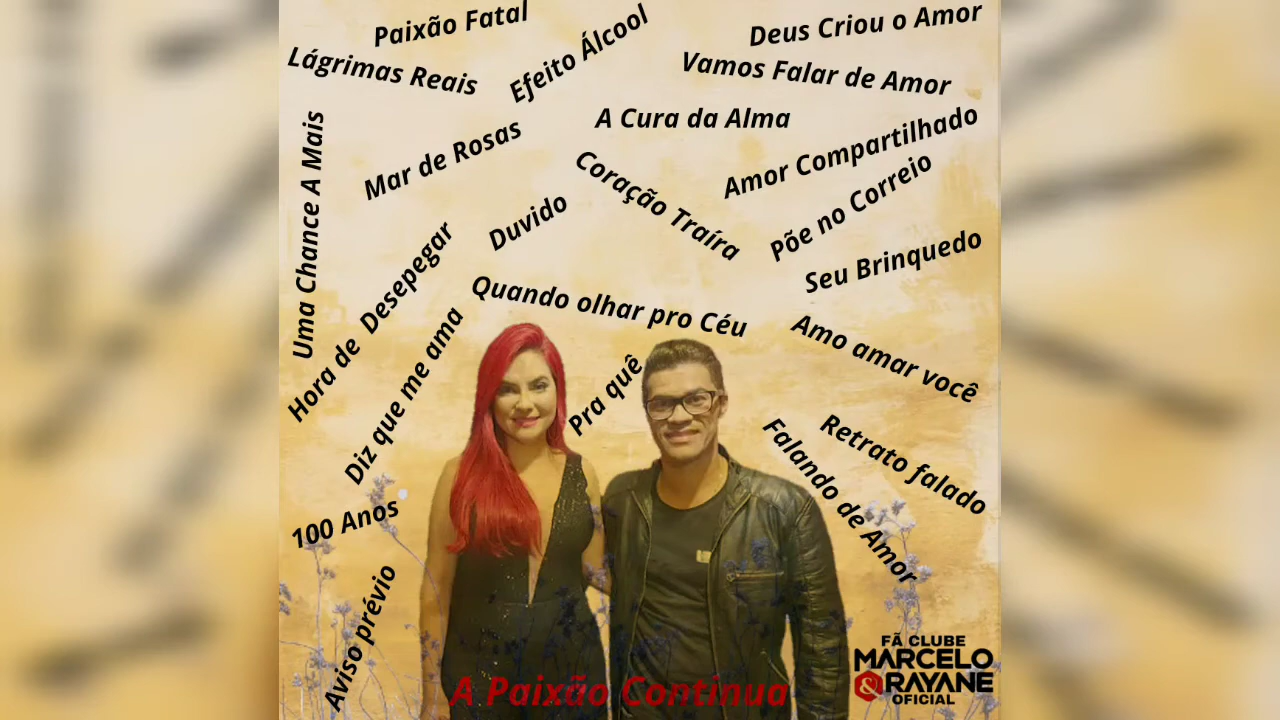 Paixão Fatal
Efeito Álcool
Deus Criou o Amor
Lágrimas Reais
Vamos Falar de Amor
A Cura da Alma
Mar de Rosas
Amor Compartilhado
Uma Chance A Mais
Coração Traíra
Põe no Correio
Duvido
Seu Brinquedo
Hora de Desepegar
Quando olhar pro Céu
Amo amar você
Diz que me ama
Pra quê
Retrato falado
Falando de Amor
100 Anos
Aviso prévio
A Paixão Continua
FÃ CLUBE
MARCELO
& RAYANE
OFICIAL